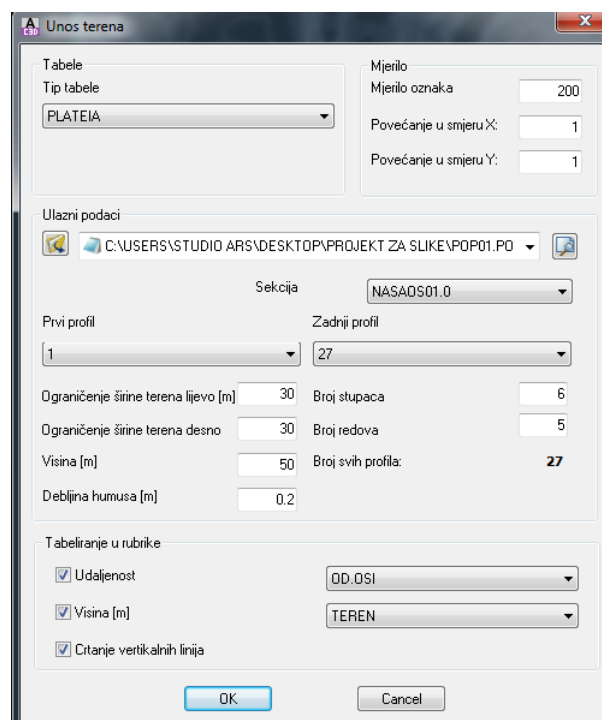 A
C3D
Unos terena
Tabele
Tip tabele
PLATEIA
Mjerilo
Mjerilo oznaka 200
Povećanje u smjeru X: 1
Povećanje u smjeru Y: 1
Ulazni podaci
C:\USERS\STUDIO ARS\DESKTOP\PROJEKT ZA SLIKE\POP01.PO
Sekcija NASAOS01.0
Prvi profil Zadnji profil
1 27
Ograničenje širine terena lijevo [m] 30 Broj stupaca 6
Ograničenje širine terena desno 30 Broj redova 5
Visina [m] 50 Broj svih profila: 27
Debljina humusa [m] 0.2
Tabeliranje u rubrike
Udaljenost OD.OSI
Visina [m] TEREN
Crtanje vertikalnih linija
OK Cancel